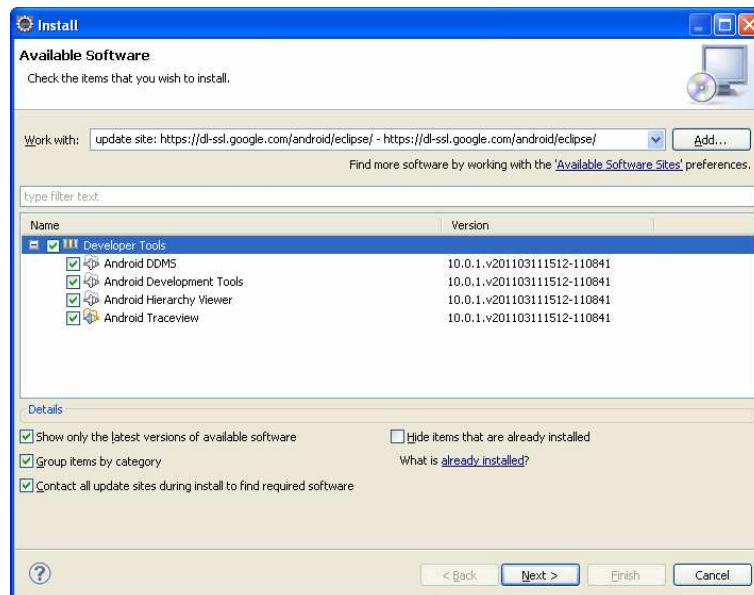 Install
Available Software
Check the items that you wish to install.
Work with: update site: https://dl-ssl.google.com/android/eclipse/ - https://dl-ssl.google.com/android/eclipse/ Add...
Find more software by working with the 'Available Software Sites' preferences.
type filter text
Name Version
Developer Tools
Android DDMS 10.0.1.v201103111512-110841
Android Development Tools 10.0.1.v201103111512-110841
Android Hierarchy Viewer 10.0.1.v201103111512-110841
Android Traceview 10.0.1.v201103111512-110841
Details
Show only the latest versions of available software Hide items that are already installed
Group items by category What is already installed?
Contact all update sites during install to find required software
? < Back Next > Finish Cancel